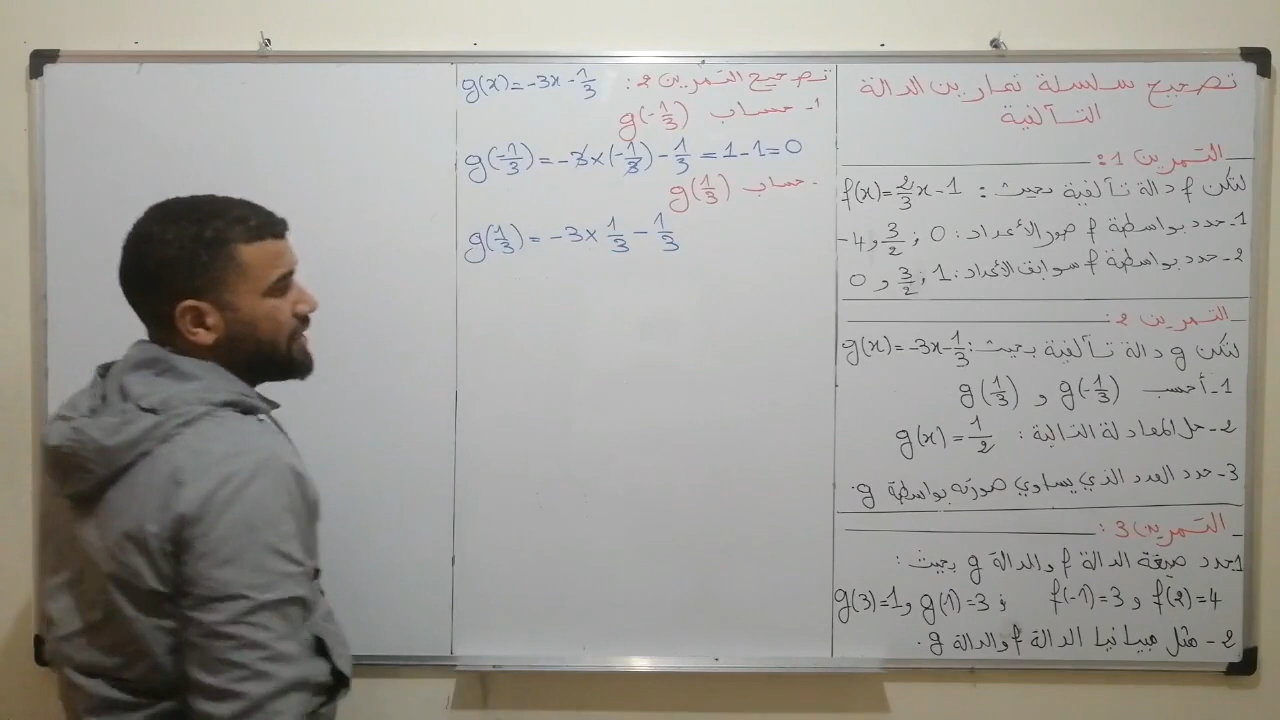 تصحيح سلسلة تمارين الدالة
التآلفية
التمرين 1:
لتكن f دالة تآلفية بحيث: f(x)=2/3x-1
1- حدد بواسطة f صور الأعداد: 0 ; 3/2 و -4
2- حدد بواسطة f سوابق الأعداد: 1 ; 3/2 و 0
التمرين 2:
لتكن g دالة تآلفية بحيث: g(x)=-3x-1/3
1- أحسب g(-1/3) و g(1/3)
2- حل المعادلة التالية: g(x)=1/2
3- حدد العدد الذي يساوي صورته بواسطة g.
التمرين 3:
1- حدد صيغة الدالة f والدالة g بحيث:
f(2)=4 و f(-1)=3 ; g(1)=3 و g(3)=1
2- مثل مبيانيا الدالة f والدالة g.
تصحيح التمرين 2: g(x)=-3x-1/3
1- حساب g(-1/3)
g(-1/3)=-3×(-1/3)-1/3=1-1=0
. حساب g(1/3)
g(1/3)=-3×1/3-1/3